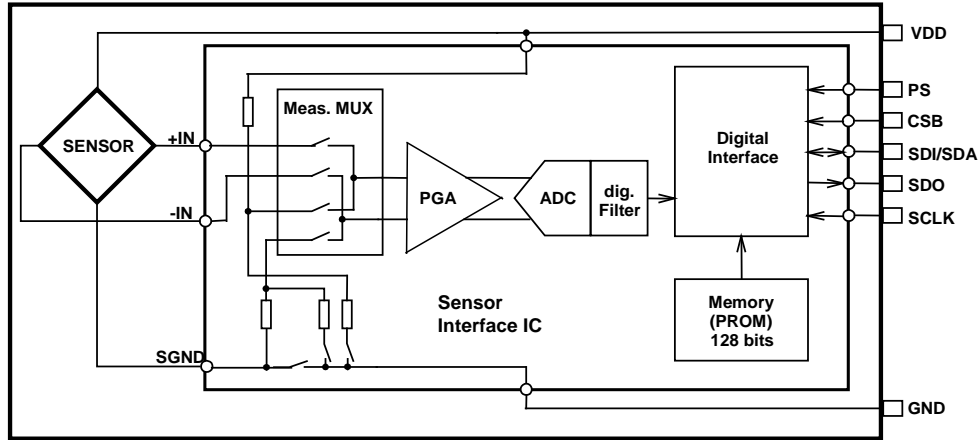 VDD
PS
Meas. MUX
CSB
+IN
SENSOR
Digital
Interface
SDI/SDA
SDO
PGA
ADC
dig.
Filter
-IN
SCLK
Sensor
Interface IC
Memory
(PROM)
128 bits
SGND
GND